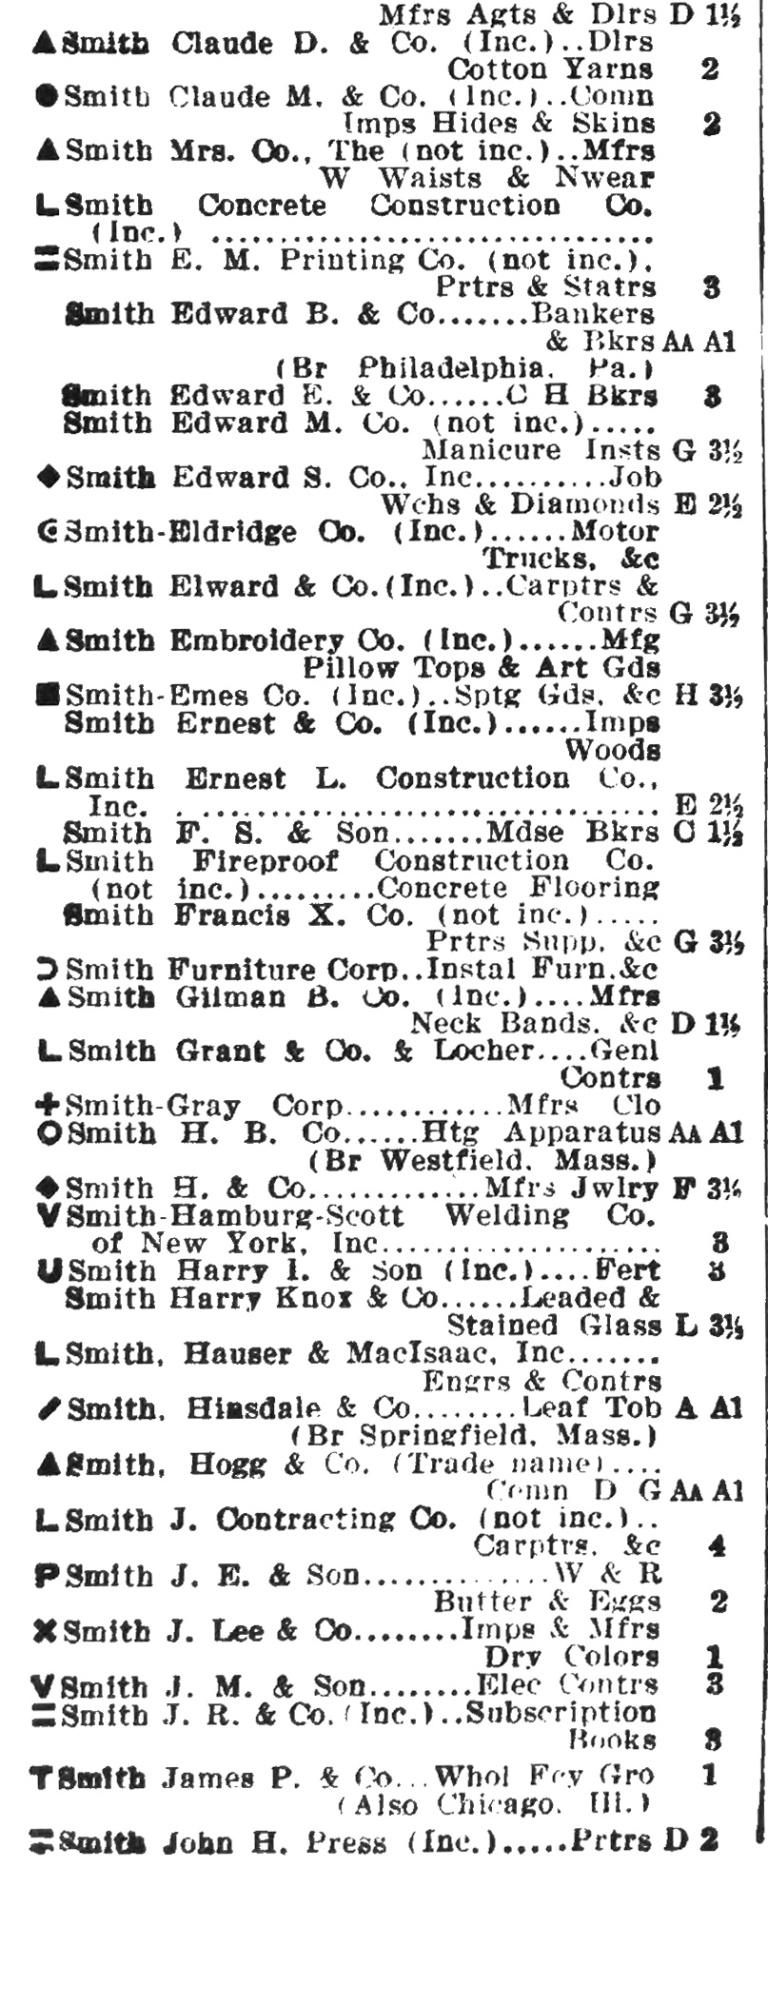 Mfrs Agts & Dlrs D 1½
▲Smith Claude D. & Co. (Inc.)..Dlrs
Cotton Yarns 2
●Smith Claude M. & Co. (Inc.)..Comn
Imps Hides & Skins 2
▲Smith Mrs. Co., The (not inc.)..Mfrs
W Waists & Nwear
LSmith Concrete Construction Co.
(Inc.) .................................
=Smith E. M. Printing Co. (not inc.).
Prtrs & Statrs 3
Smith Edward B. & Co.......Bankers
& Bkrs AA A1
(Br Philadelphia. Pa.)
Smith Edward E. & Co......C H Bkrs 3
Smith Edward M. Co. (not inc.).....
Manicure Insts G 3½
◆Smith Edward S. Co., Inc..........Job
Wchs & Diamonds E 2½
Smith-Eldridge Co. (Inc.)......Motor
Trucks, &c
LSmith Elward & Co.(Inc.)..Carptrs &
Contrs G 3½
▲Smith Embroidery Co. (Inc.)......Mfg
Pillow Tops & Art Gds
■Smith-Emes Co. (Inc.)..Sptg Gds. &c H 3½
Smith Ernest & Co. (Inc.)......Imps
Woods
LSmith Ernest L. Construction Co.,
Inc. ................................. E 2½
Smith F. S. & Son.......Mdse Bkrs C 1½
LSmith Fireproof Construction Co.
(not inc.).........Concrete Flooring
Smith Francis X. Co. (not inc.).....
Prtrs Supp. &c G 3½
⊃Smith Furniture Corp..Instal Furn.&c
▲Smith Gilman B. Co. (Inc.)....Mfrs
Neck Bands. &c D 1½
LSmith Grant & Co. & Locher....Genl
Contrs 1
+Smith-Gray Corp............Mfrs Clo
OSmith H. B. Co......Htg Apparatus AA A1
(Br Westfield. Mass.)
◆Smith H. & Co.............Mfrs Jwlry F 3½
VSmith-Hamburg-Scott Welding Co.
of New York, Inc.................... 3
USmith Harry I. & Son (Inc.)....Fert 3
Smith Harry Knox & Co......Leaded &
Stained Glass L 3½
LSmith, Hauser & MacIsaac, Inc.......
Engrs & Contrs
Smith, Hinsdale & Co........Leaf Tob A A1
(Br Springfield. Mass.)
▲Smith, Hogg & Co. (Trade name)....
Comn D G AA A1
LSmith J. Contracting Co. (not inc.)..
Carptrs. &c 4
PSmith J. E. & Son..............W & R
Butter & Eggs 2
✖Smith J. Lee & Co........Imps & Mfrs
Dry Colors 1
VSmith J. M. & Son........Elec Contrs 3
=Smith J. R. & Co.(Inc.)..Subscription
Books 3
TSmith James P. & Co...Whol Fcy Gro 1
(Also Chicago. Ill.)
=Smith John H. Press (Inc.).....Prtrs D 2